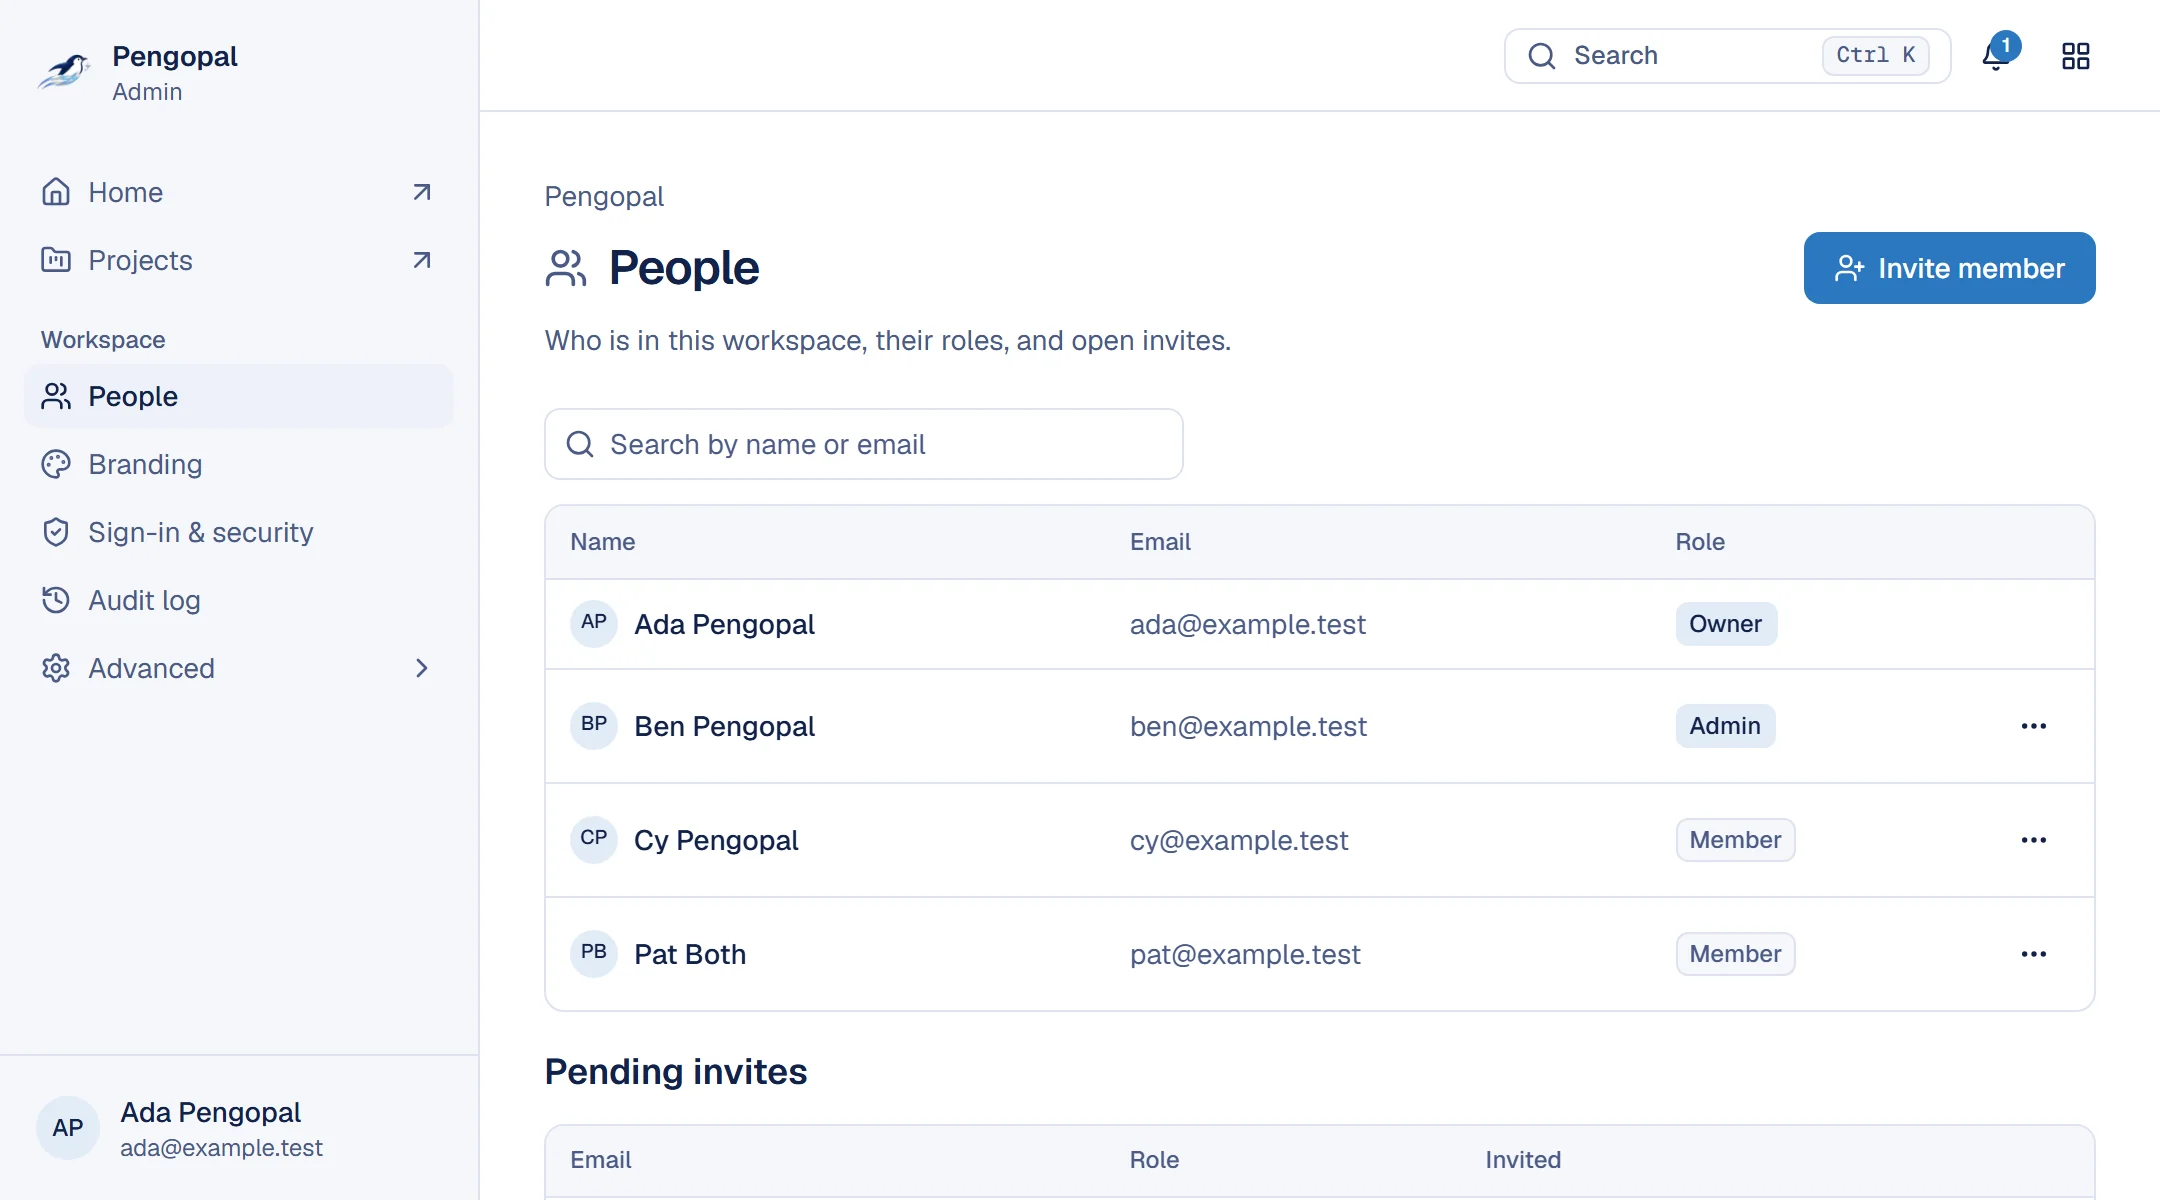 Pengopal
Admin
Home
Projects
Workspace
People
Branding
Sign-in & security
Audit log
Advanced
Ada Pengopal
ada@example.test
AP
Search
Ctrl K
1
Pengopal
People
Invite member
Who is in this workspace, their roles, and open invites.
Search by name or email
Name Email Role
AP Ada Pengopal ada@example.test Owner
BP Ben Pengopal ben@example.test Admin
CP Cy Pengopal cy@example.test Member
PB Pat Both pat@example.test Member
Pending invites
Email Role Invited